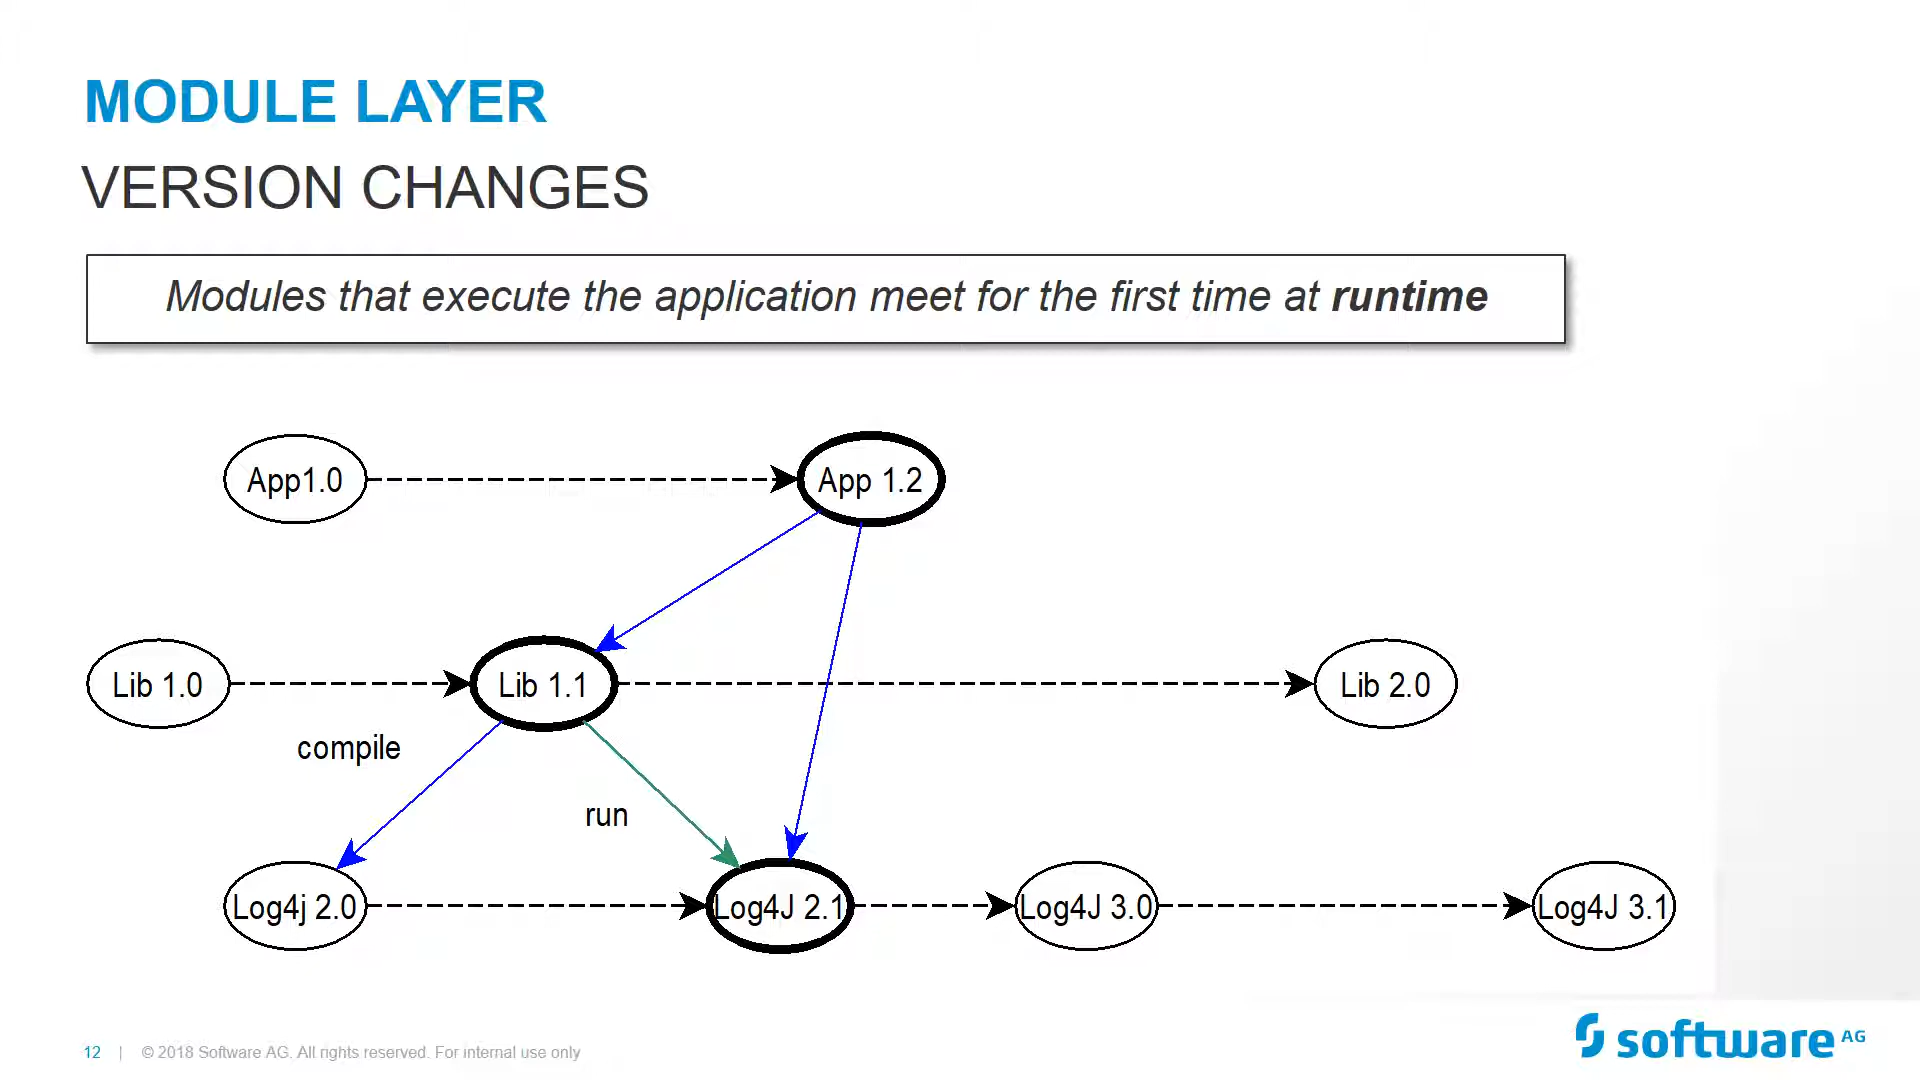 MODULE LAYER
VERSION CHANGES
Modules that execute the application meet for the first time at runtime
App1.0
App 1.2
Lib 1.0
Lib 1.1
Lib 2.0
compile
run
Log4j 2.0
Log4J 2.1
Log4J 3.0
Log4J 3.1
12 | © 2018 Software AG. All rights reserved. For internal use only
software AG